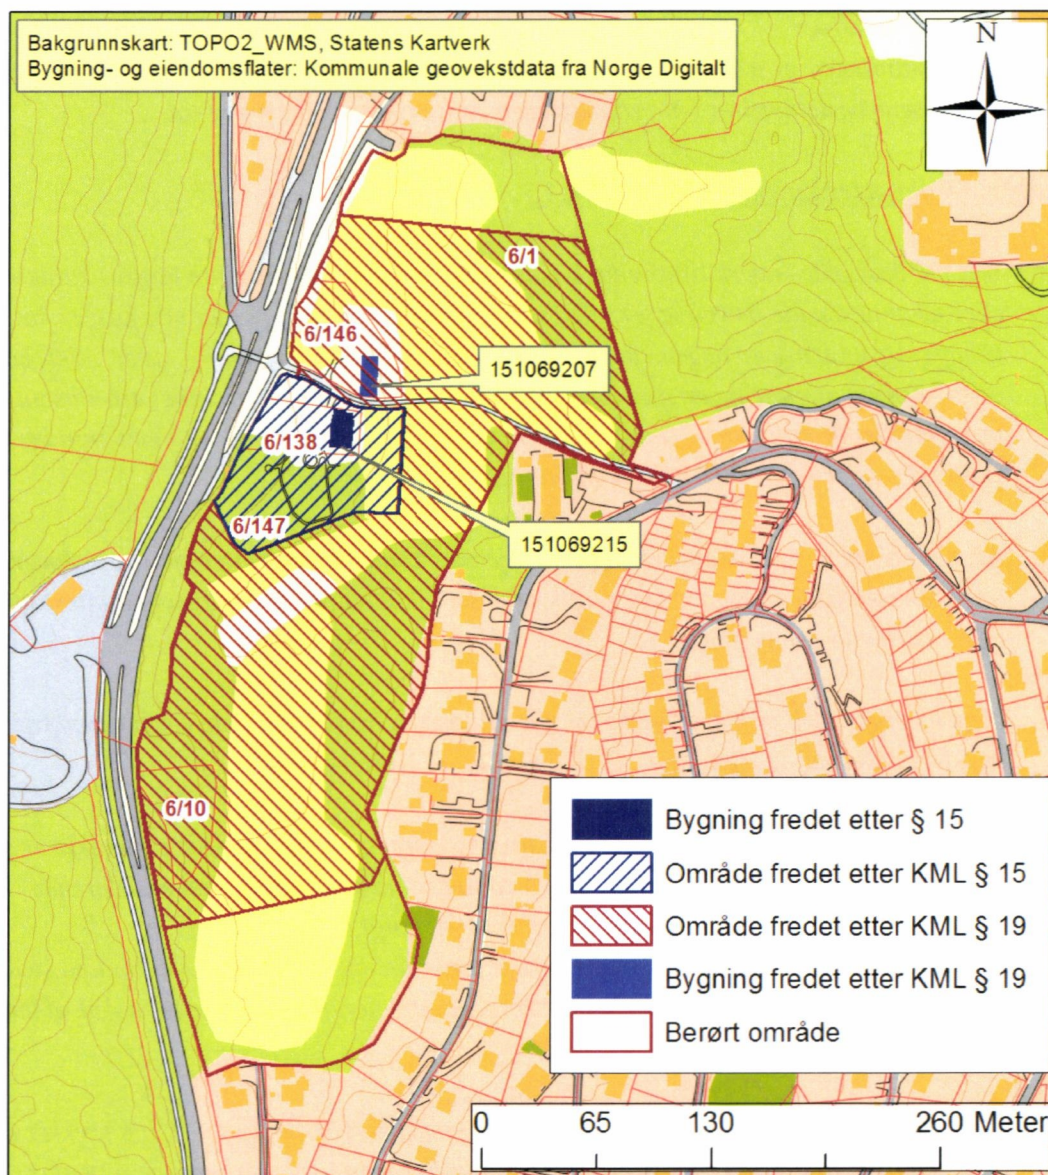 Bakgrunnskart: TOPO2_WMS, Statens Kartverk
Bygning- og eiendomsflater: Kommunale geovekstdata fra Norge Digitalt
N
6/1
6/146
151069207
6/138
6/147
151069215
6/10
Bygning fredet etter § 15
Område fredet etter KML § 15
Område fredet etter KML § 19
Bygning fredet etter KML § 19
Berørt område
0 65 130 260 Meter